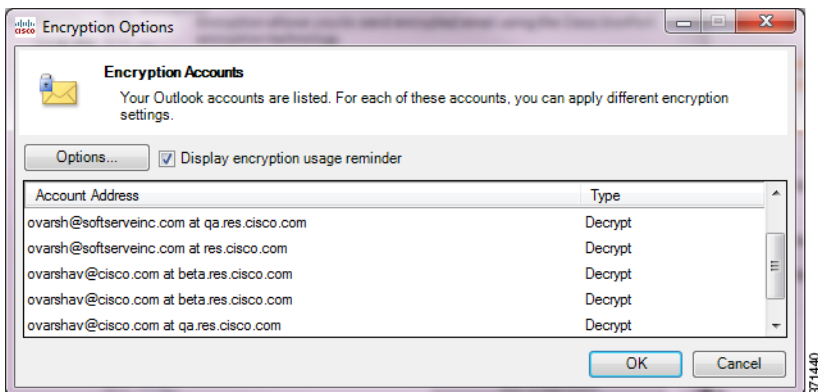 cisco Encryption Options
Encryption Accounts
Your Outlook accounts are listed. For each of these accounts, you can apply different encryption
settings.
Options... Display encryption usage reminder
Account Address Type
ovarsh@softserveinc.com at qa.res.cisco.com Decrypt
ovarsh@softserveinc.com at res.cisco.com Decrypt
ovarshav@cisco.com at beta.res.cisco.com Decrypt
ovarshav@cisco.com at beta.res.cisco.com Decrypt
ovarshav@cisco.com at qa.res.cisco.com Decrypt
OK Cancel
371440